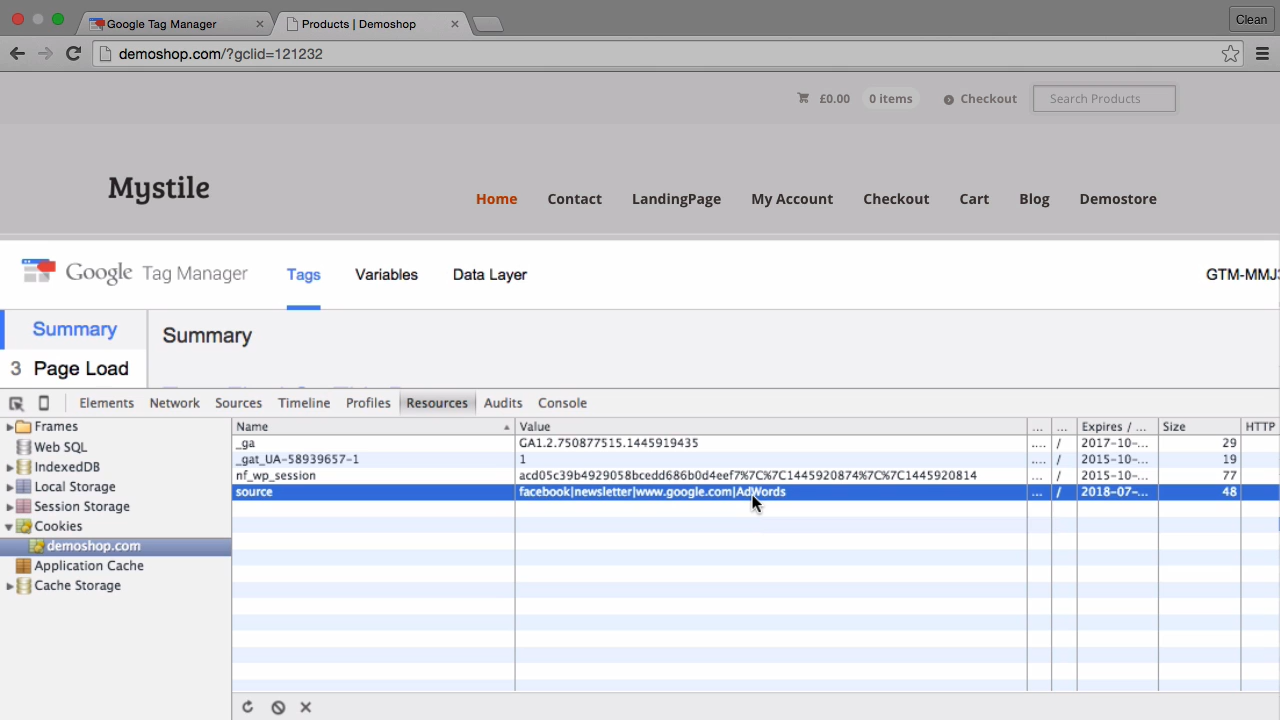 Google Tag Manager
Products | Demoshop
Clean
demoshop.com/?gclid=121232
£0.00 0 items Checkout Search Products
Mystile
Home Contact LandingPage My Account Checkout Cart Blog Demostore
Google Tag Manager Tags Variables Data Layer
Summary Summary
3 Page Load
Elements Network Sources Timeline Profiles Resources Audits Console
Frames
Web SQL
IndexedDB
Local Storage
Session Storage
Cookies
demoshop.com
Application Cache
Cache Storage
Name Value ... ... Expires / ... Size HTTP
_ga GA1.2.750877515.1445919435 .... / 2017-10-... 29
_gat_UA-58939657-1 1 .... / 2015-10-... 19
nf_wp_session acd05c39b4929058bcedd686b0d4eef7%7C%7C1445920874%7C%7C1445920814 ... / 2015-10-... 77
source facebook|newsletter|www.google.com|AdWords ... / 2018-07-... 48